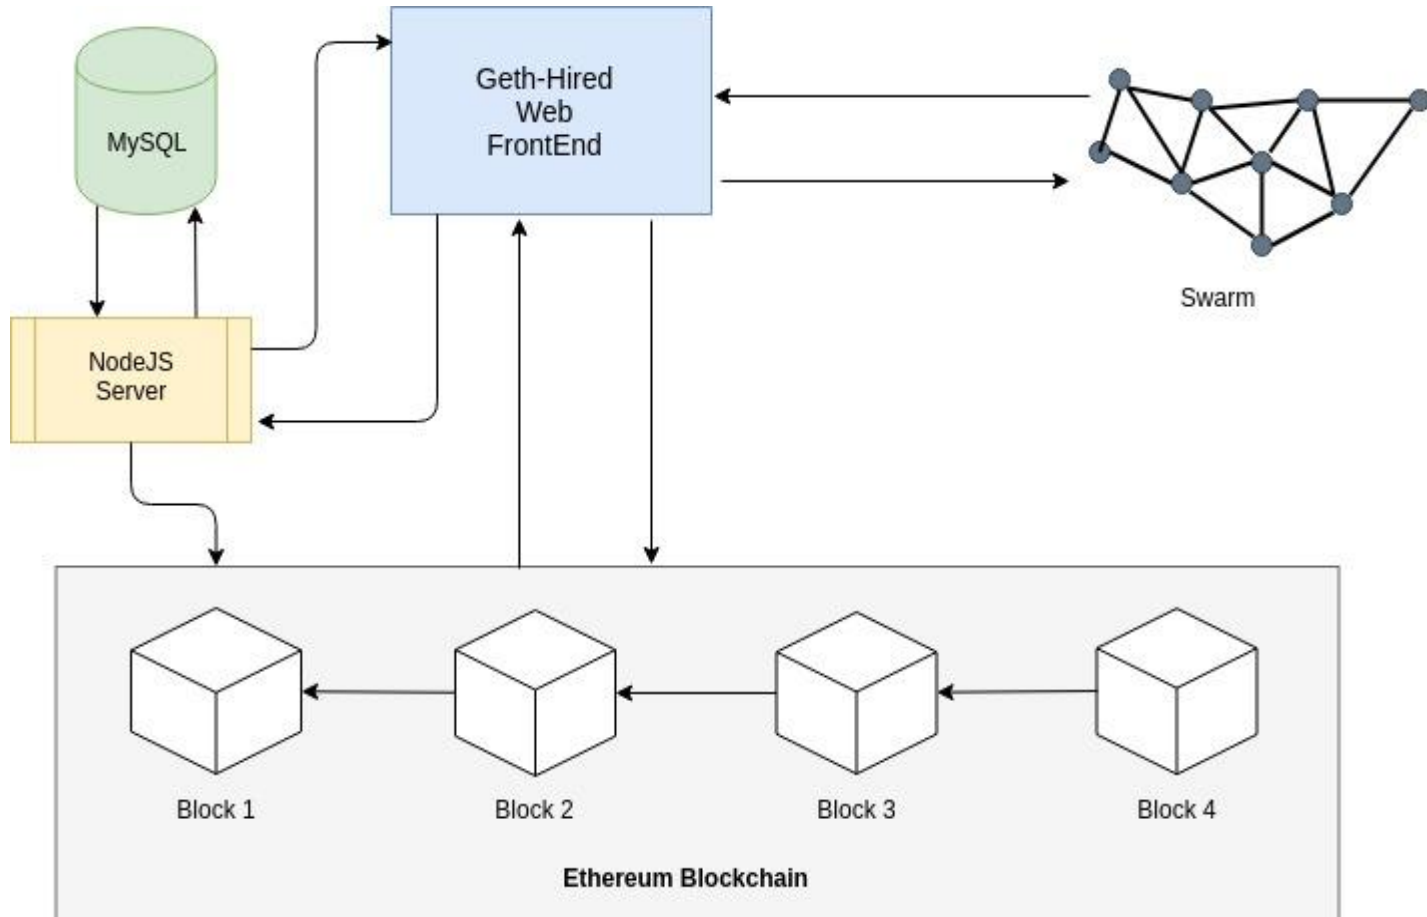 Geth-Hired
Web
FrontEnd
MySQL
Swarm
NodeJS
Server
Block 1
Block 2
Block 3
Block 4
Ethereum Blockchain